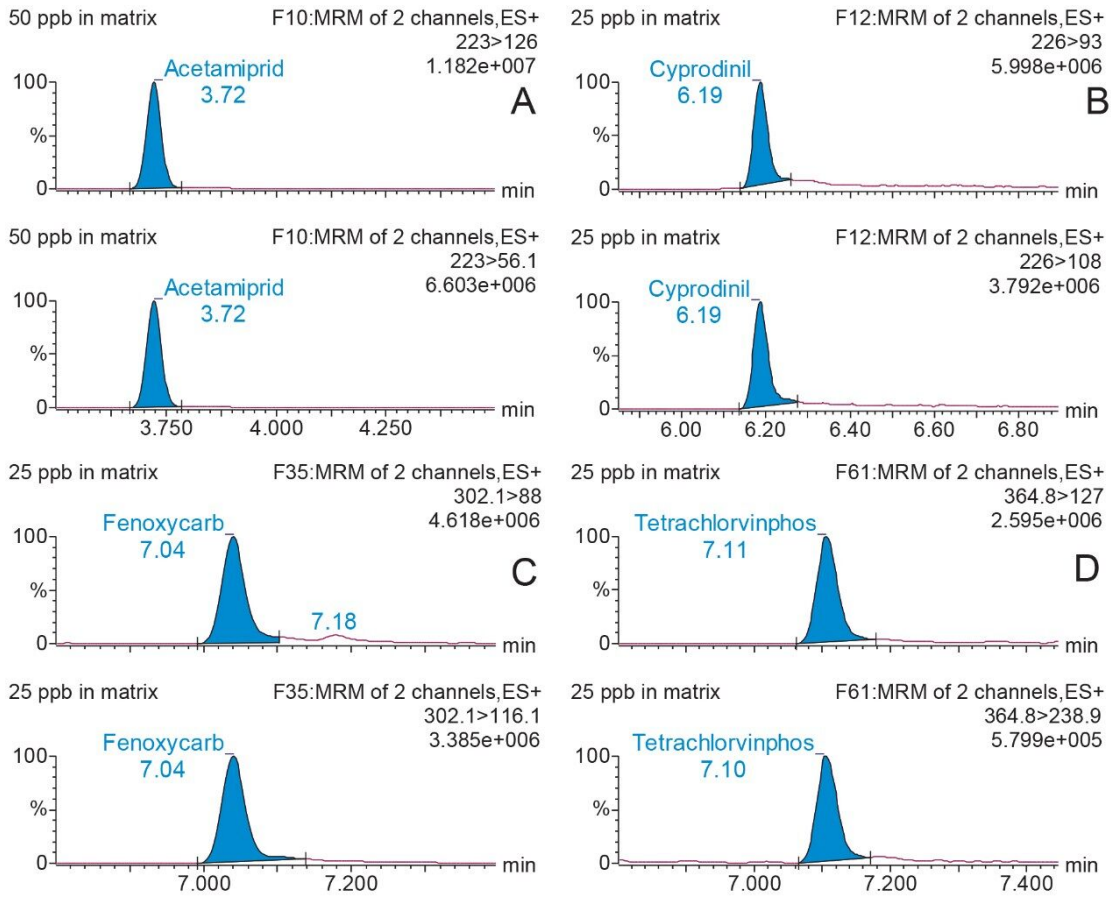 50 ppb in matrix
F10:MRM of 2 channels,ES+
223>126
1.182e+007
Acetamiprid
3.72
A
100
%
0
min
25 ppb in matrix
F12:MRM of 2 channels,ES+
226>93
5.998e+006
Cyprodinil
6.19
B
100
%
0
min
50 ppb in matrix
F10:MRM of 2 channels,ES+
223>56.1
6.603e+006
Acetamiprid
3.72
100
%
0
min
3.750 4.000 4.250
25 ppb in matrix
F12:MRM of 2 channels,ES+
226>108
3.792e+006
Cyprodinil
6.19
100
%
0
min
6.00 6.20 6.40 6.60 6.80
25 ppb in matrix
F35:MRM of 2 channels,ES+
302.1>88
4.618e+006
Fenoxycarb
7.04
C
7.18
100
%
0
min
25 ppb in matrix
F61:MRM of 2 channels,ES+
364.8>127
2.595e+006
Tetrachlorvinphos
7.11
D
100
%
0
min
25 ppb in matrix
F35:MRM of 2 channels,ES+
302.1>116.1
3.385e+006
Fenoxycarb
7.04
100
%
0
min
7.000 7.200
25 ppb in matrix
F61:MRM of 2 channels,ES+
364.8>238.9
5.799e+005
Tetrachlorvinphos
7.10
100
%
0
min
7.000 7.200 7.400